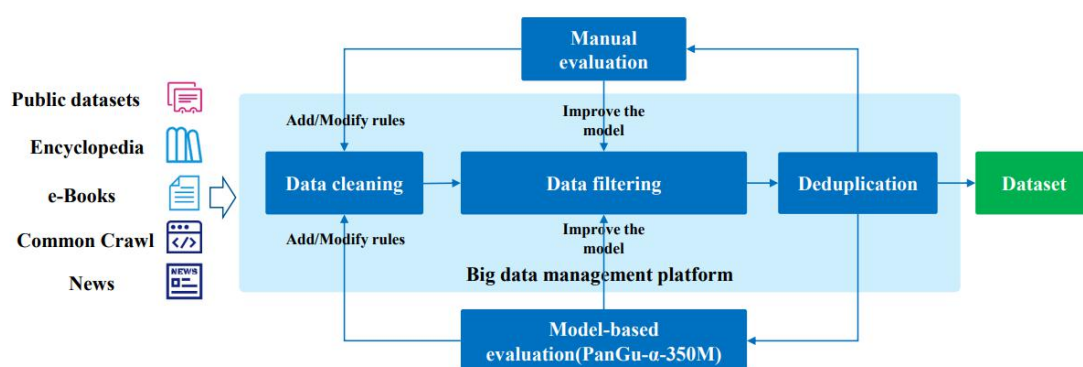 Manual
evaluation
Public datasets
Encyclopedia
e-Books
Common Crawl
News
NEWS
</>
Add/Modify rules
Improve the
model
Data cleaning
Data filtering
Deduplication
Dataset
Add/Modify rules
Improve the
model
Big data management platform
Model-based
evaluation(PanGu-α-350M)